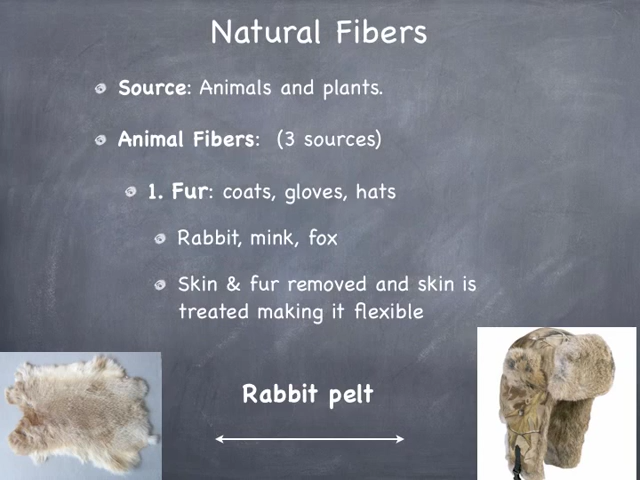 Natural Fibers
Source: Animals and plants.
Animal Fibers: (3 sources)
1. Fur: coats, gloves, hats
Rabbit, mink, fox
Skin & fur removed and skin is
treated making it flexible
Rabbit pelt